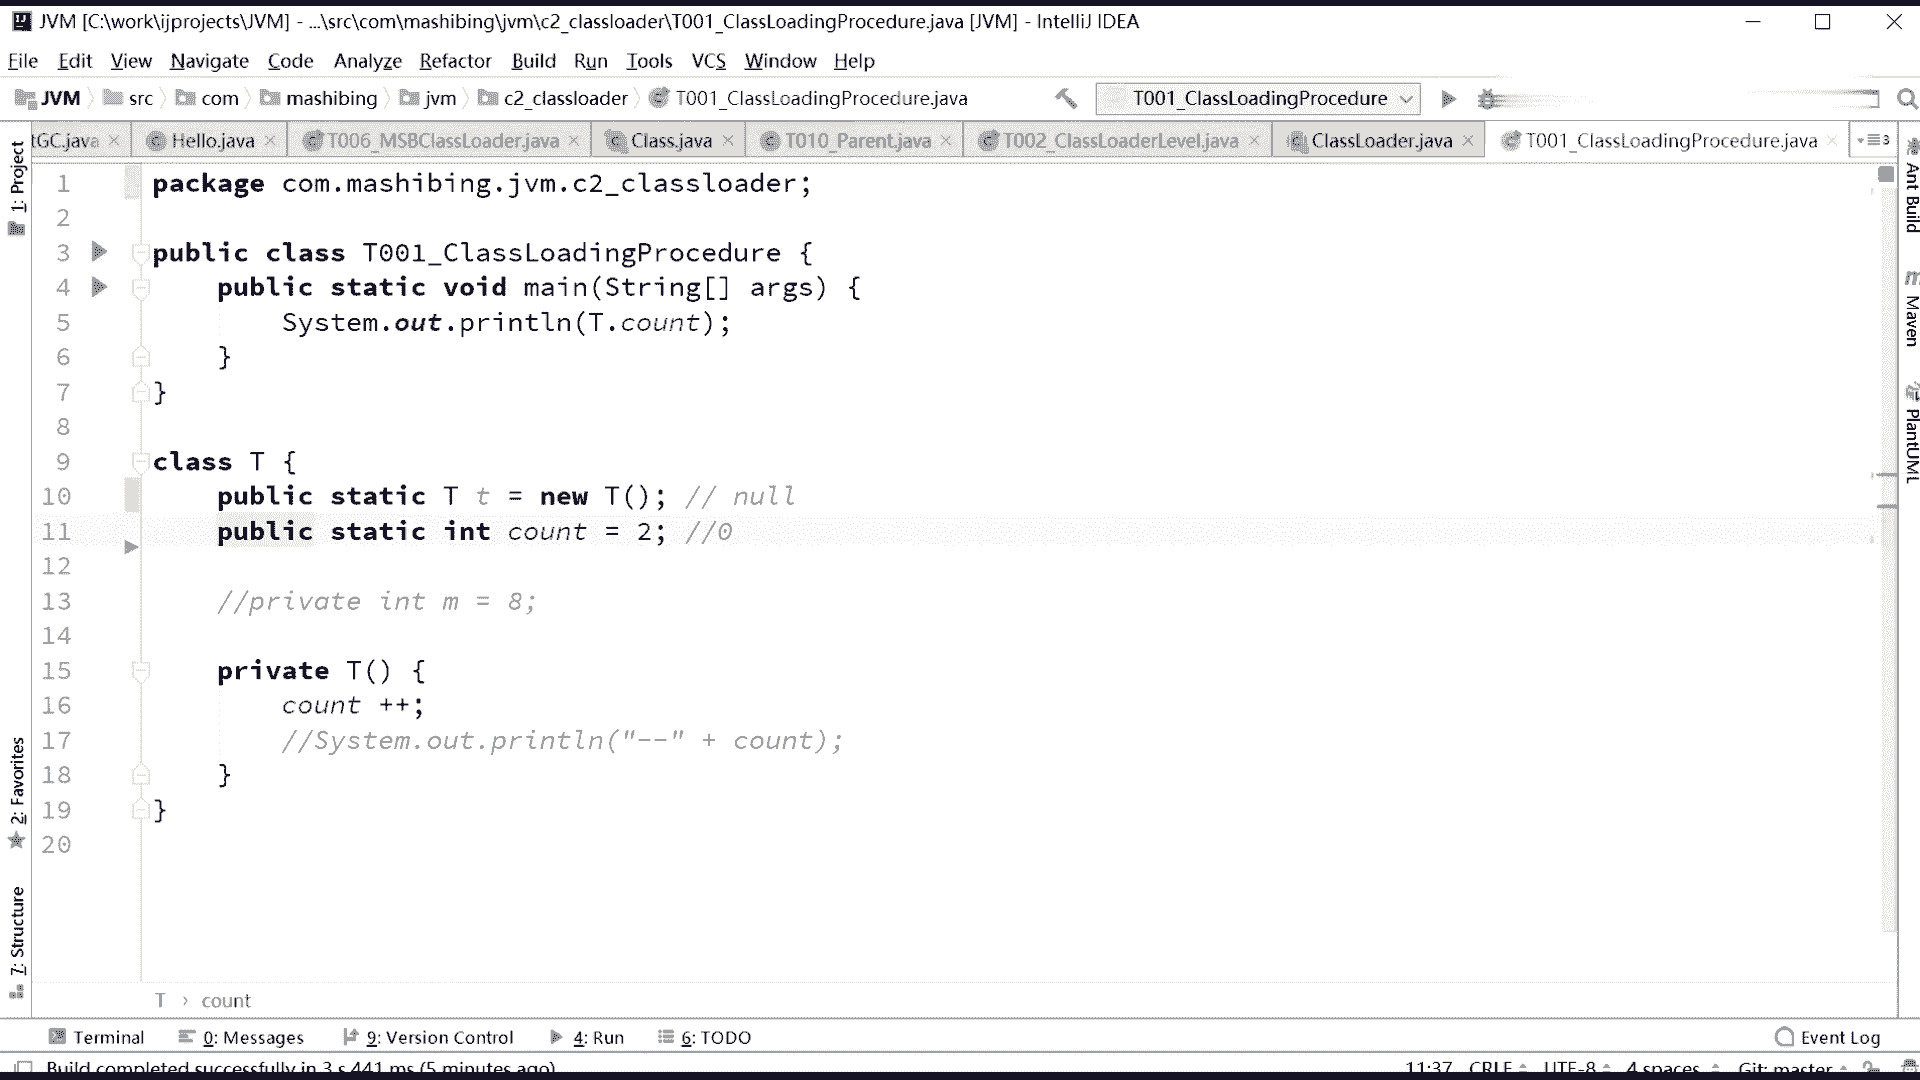 JVM [C:\work\ijprojects\JVM] - ...\src\com\mashibing\jvm\c2_classloader\T001_ClassLoadingProcedure.java [JVM] - IntelliJ IDEA
File Edit View Navigate Code Analyze Refactor Build Run Tools VCS Window Help
JVM src com mashibing jvm c2_classloader T001_ClassLoadingProcedure.java T001_ClassLoadingProcedure
tGC.java Hello.java T006_MSBClassLoader.java Class.java T010_Parent.java T002_ClassLoaderLevel.java ClassLoader.java T001_ClassLoadingProcedure.java 3
1: Project
2: Favorites
7: Structure
1 package com.mashibing.jvm.c2_classloader;
2
3 public class T001_ClassLoadingProcedure {
4 public static void main(String[] args) {
5 System.out.println(T.count);
6 }
7 }
8
9 class T {
10 public static T t = new T(); // null
11 public static int count = 2; //0
12
13 //private int m = 8;
14
15 private T() {
16 count ++;
17 //System.out.println("--" + count);
18 }
19 }
20
Ant Build
Maven
PlantUML
T › count
Terminal 0: Messages 9: Version Control 4: Run 6: TODO Event Log
Build completed successfully in 3 s 441 ms (5 minutes ago) 11:37 CRLF UTF-8 4 spaces Git: master